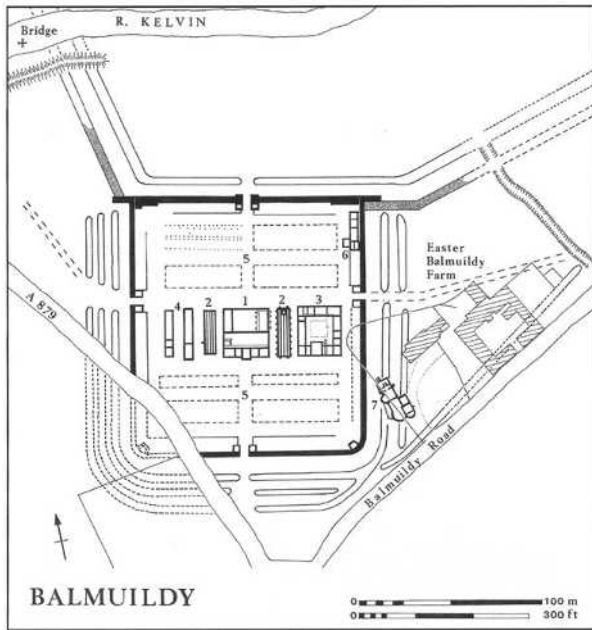 R. KELVIN
Bridge
Easter
Balmuildy
Farm
A 879
5
6
4
2
1
2
3
5
7
Balmuildy Road
BALMUILDY
0 100 m
0 300 ft